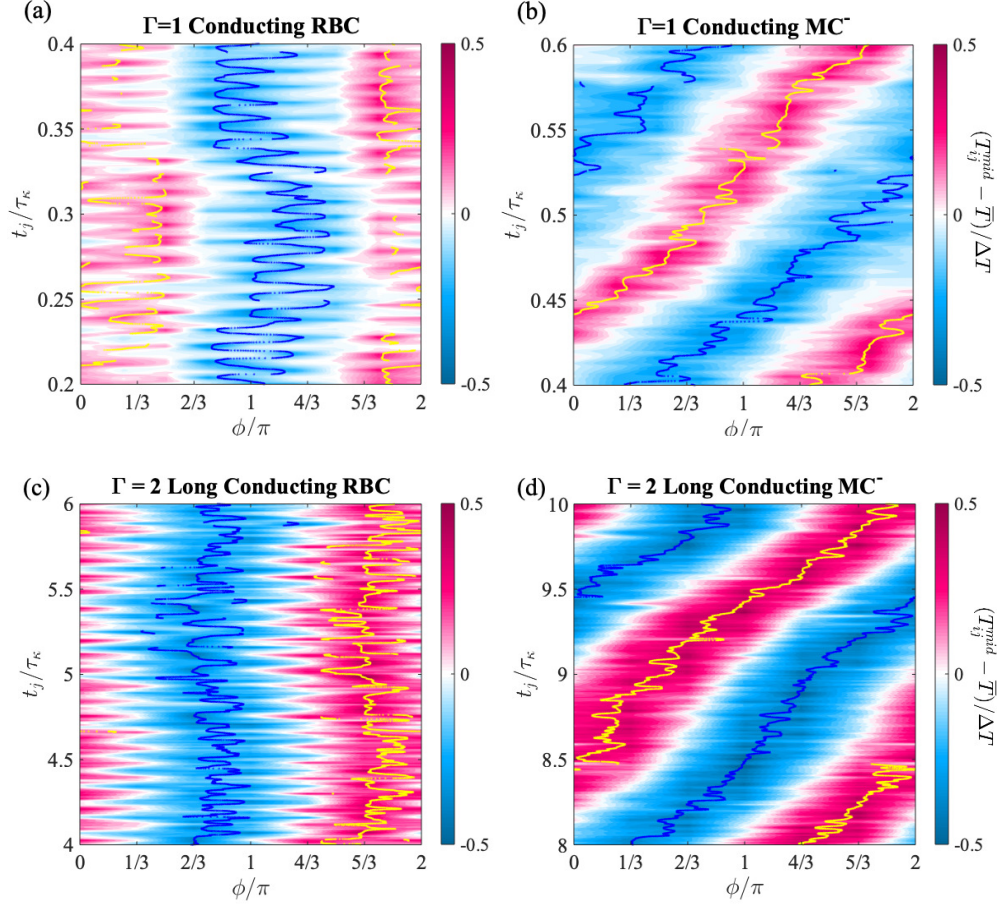 (a)
Γ=1 Conducting RBC
0.4
0.35
0.3
0.25
0.2
t_j/τ_κ
0 1/3 2/3 1 4/3 5/3 2
ϕ/π
0.5
0
-0.5
(b)
Γ=1 Conducting MC⁻
0.6
0.55
0.5
0.45
0.4
t_j/τ_κ
0 1/3 2/3 1 4/3 5/3 2
ϕ/π
0.5
0
-0.5
(T_{ij}^{mid} − \overline{T})/ΔT
(c)
Γ = 2 Long Conducting RBC
6
5.5
5
4.5
4
t_j/τ_κ
0 1/3 2/3 1 4/3 5/3 2
ϕ/π
0.5
0
-0.5
(d)
Γ = 2 Long Conducting MC⁻
10
9.5
9
8.5
8
t_j/τ_κ
0 1/3 2/3 1 4/3 5/3 2
ϕ/π
0.5
0
-0.5
(T_{ij}^{mid} − \overline{T})/ΔT